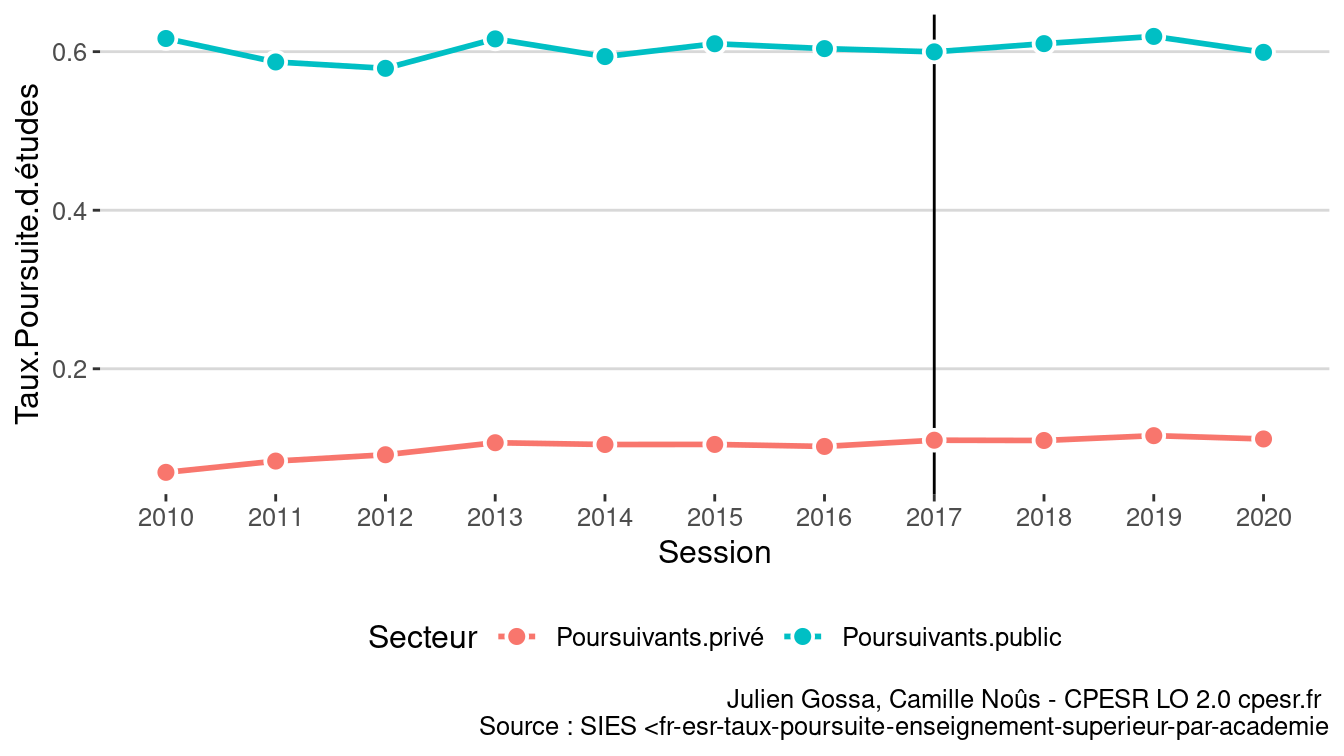 Taux.Poursuite.d.études
0.6
0.4
0.2
2010 2011 2012 2013 2014 2015 2016 2017 2018 2019 2020
Session
Secteur Poursuivants.privé Poursuivants.public
Julien Gossa, Camille Noûs - CPESR LO 2.0 cpesr.fr
Source : SIES <fr-esr-taux-poursuite-enseignement-superieur-par-academie